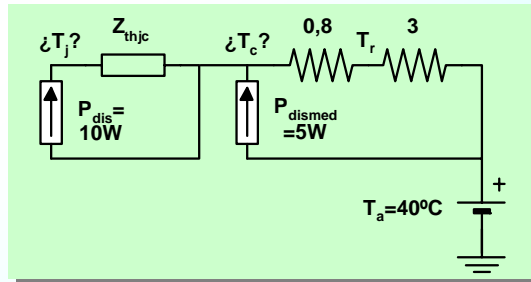 ¿Tj?
Zthjc
¿Tc?
0,8
Tr
3
Pdis=
10W
Pdismed
=5W
+
Ta=40ºC